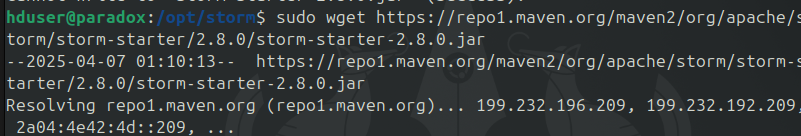 hduser@paradox:/opt/storm$ sudo wget https://repo1.maven.org/maven2/org/apache/s
torm/storm-starter/2.8.0/storm-starter-2.8.0.jar
--2025-04-07 01:10:13-- https://repo1.maven.org/maven2/org/apache/storm/storm-s
tarter/2.8.0/storm-starter-2.8.0.jar
Resolving repo1.maven.org (repo1.maven.org)... 199.232.196.209, 199.232.192.209,
2a04:4e42:4d::209, ...